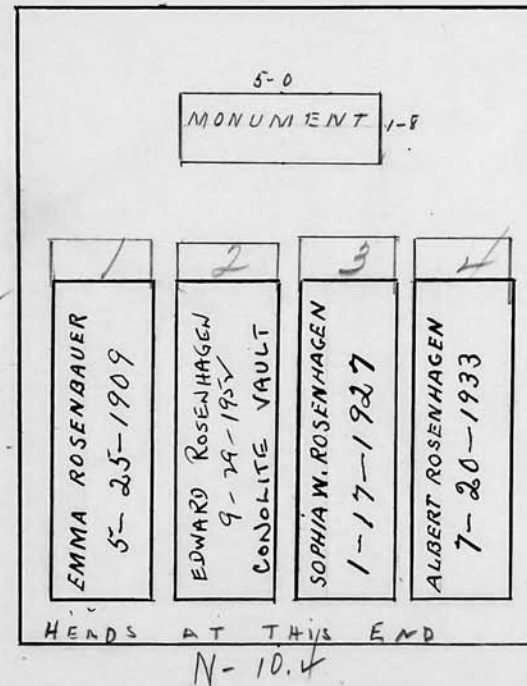 5-0
MONUMENT
1-8
1
2
3
4
EMMA ROSENBAUER
5-25-1909
EDWARD ROSENHAGEN
9-29-1952
CONOLITE VAULT
SOPHIA W. ROSENHAGEN
1-17-1927
ALBERT ROSENHAGEN
7-20-1933
HEADS AT THIS END
N-10.4